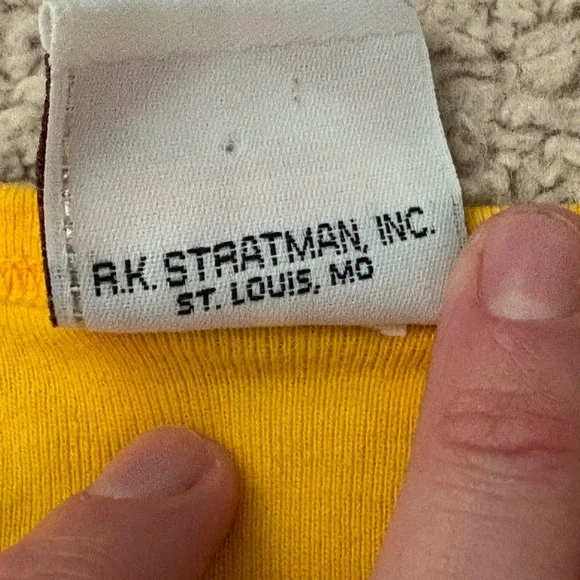 R.K. STRATMAN, INC.
ST. LOUIS, MO